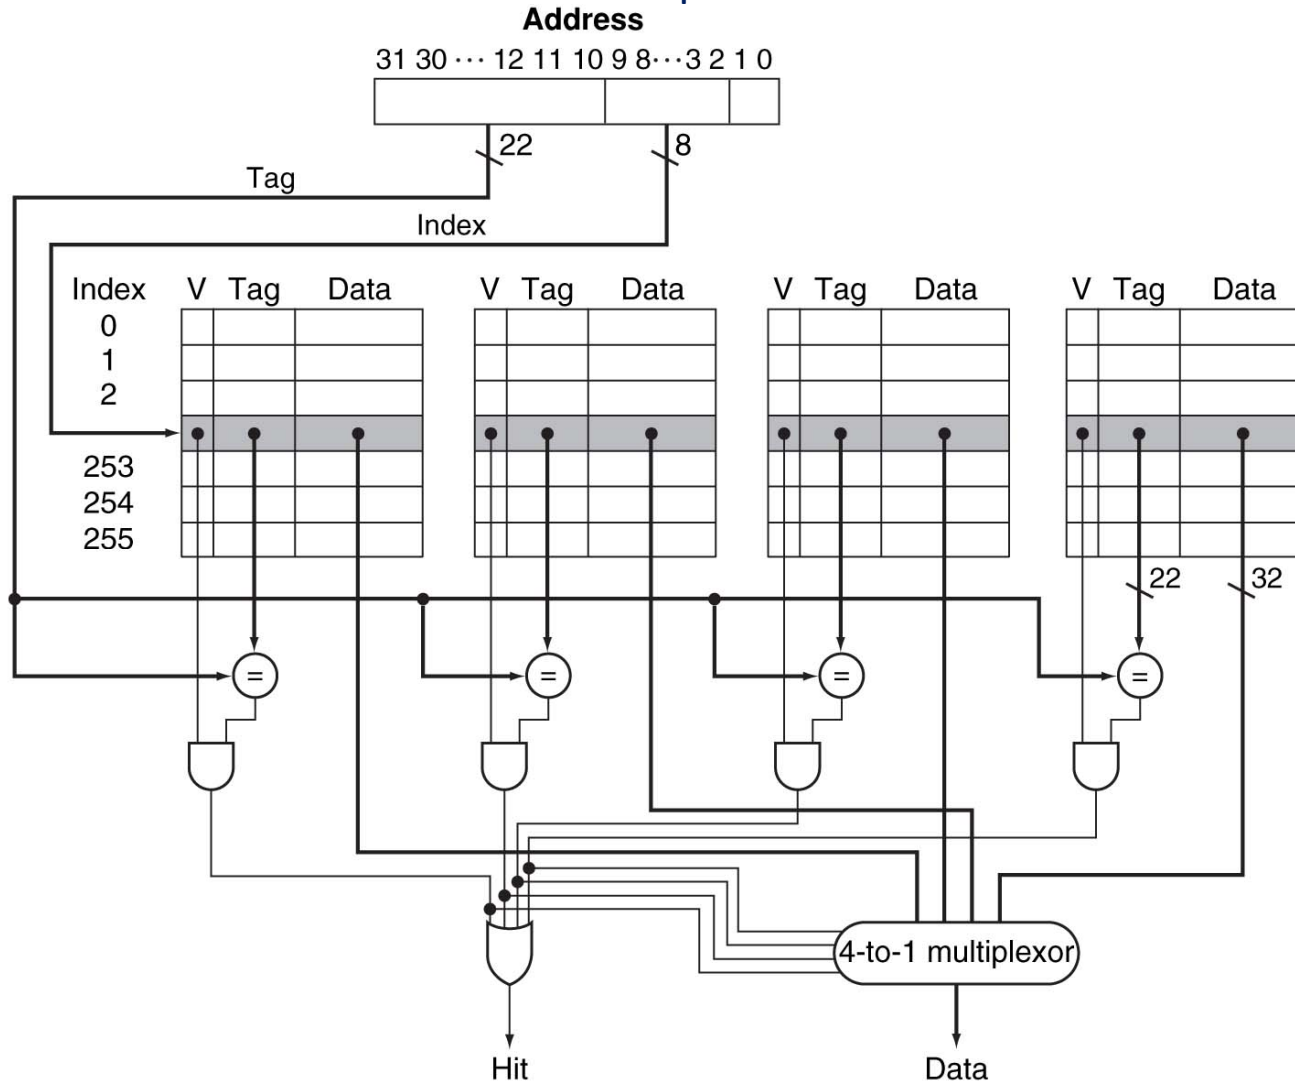 Address
31 30 ··· 12 11 10 9 8···3 2 1 0
22
8
Tag
Index
Index V Tag Data V Tag Data V Tag Data V Tag Data
0
1
2
253
254
255
22 32
= = = =
4-to-1 multiplexor
Hit Data